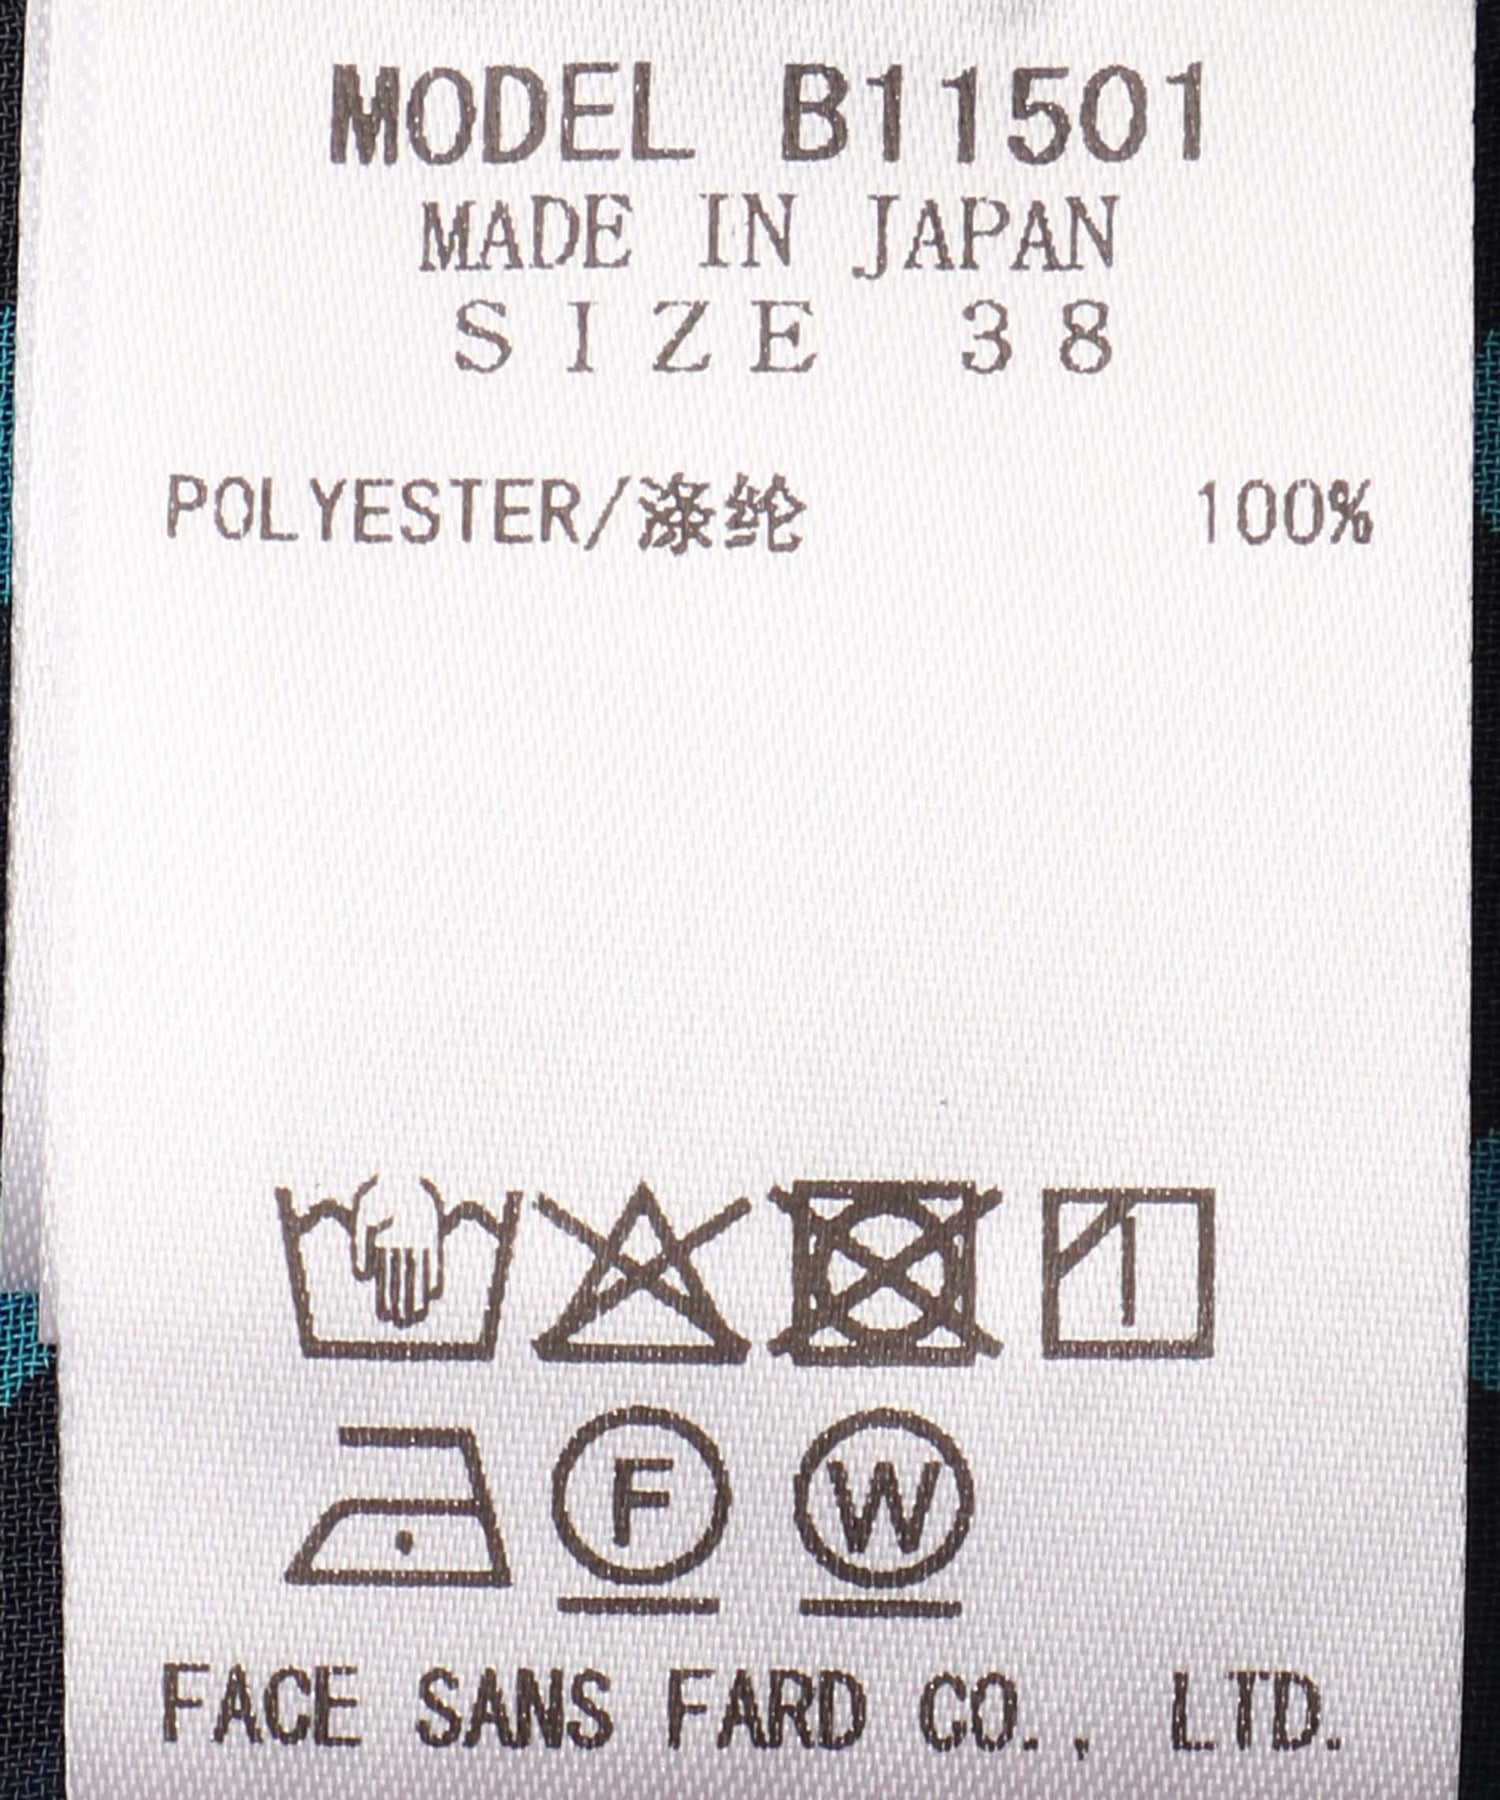 MODEL B11501
MADE IN JAPAN
SIZE 38
POLYESTER/涤纶 100%
F W
FACE SANS FARD CO., LTD.